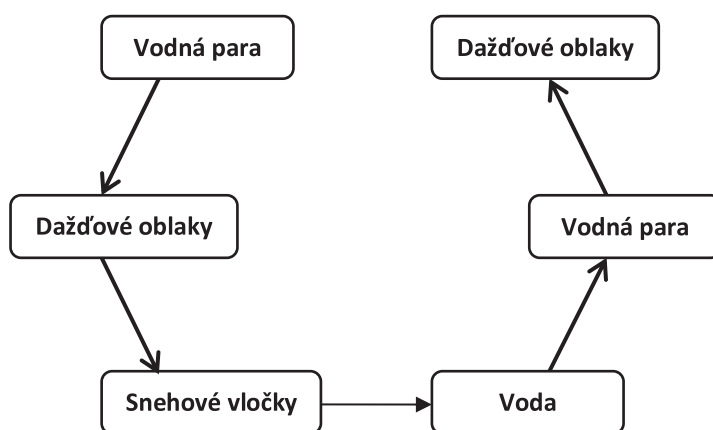 Vodná para
Dažďové oblaky
Dažďové oblaky
Vodná para
Snehové vločky
Voda